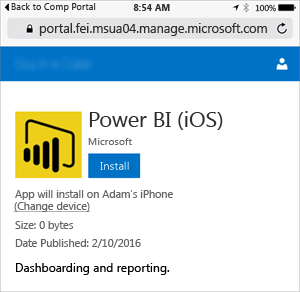 Back to Comp Portal 8:54 AM 100%
portal.fei.msua04.manage.microsoft.com
Power BI (iOS)
Microsoft
Install
App will install on Adam's iPhone
(Change device)
Size: 0 bytes
Date Published: 2/10/2016
Dashboarding and reporting.